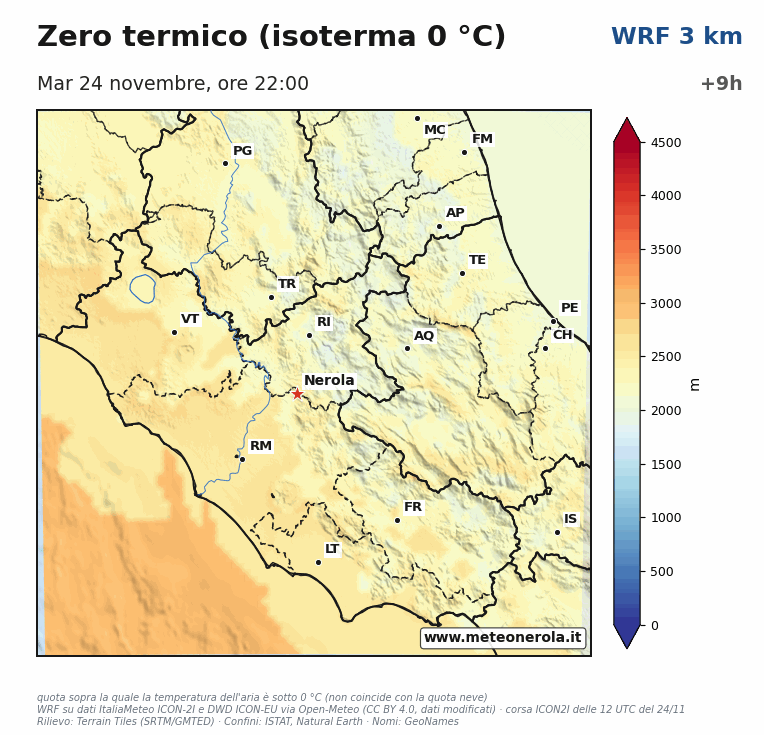 Zero termico (isoterma 0 °C)
WRF 3 km
Mar 24 novembre, ore 22:00
+9h
MC
FM
PG
AP
TE
TR
PE
VT
RI
AQ
CH
Nerola
RM
FR
IS
LT
www.meteonerola.it
4500
4000
3500
3000
2500
2000
1500
1000
500
0
m
quota sopra la quale la temperatura dell'aria è sotto 0 °C (non coincide con la quota neve)
WRF su dati ItaliaMeteo ICON-2I e DWD ICON-EU via Open-Meteo (CC BY 4.0, dati modificati) · corsa ICON2I delle 12 UTC del 24/11
Rilievo: Terrain Tiles (SRTM/GMTED) · Confini: ISTAT, Natural Earth · Nomi: GeoNames